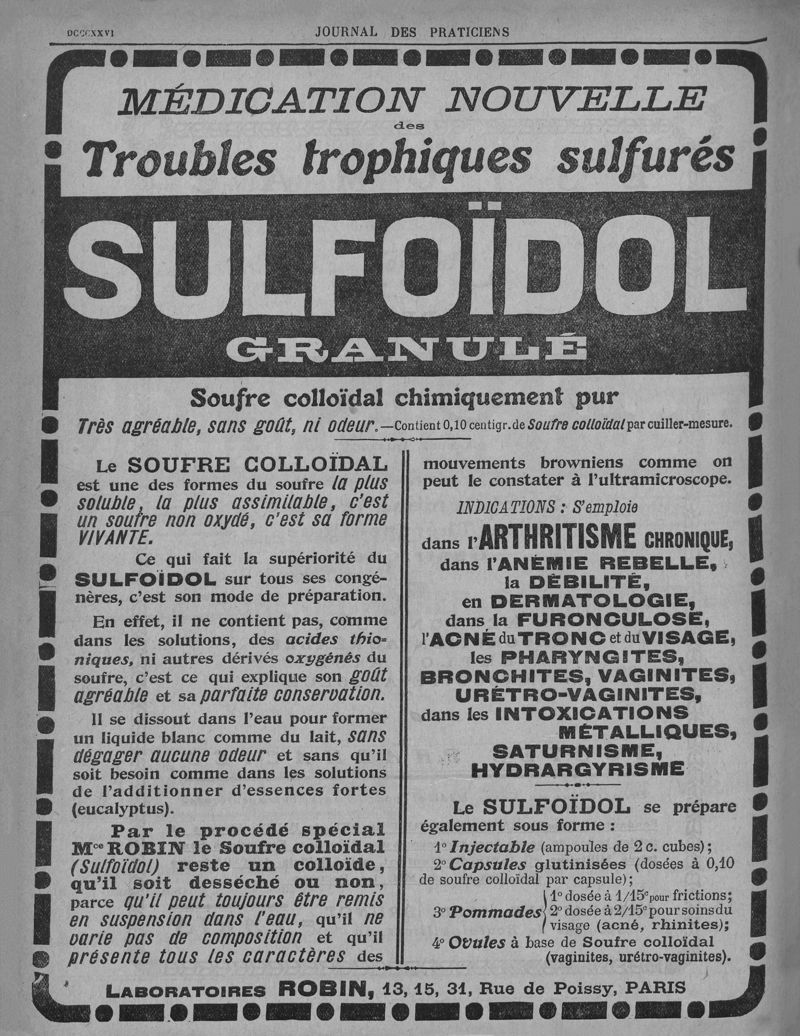 DCCCXXVI
JOURNAL DES PRATICIENS
MÉDICATION NOUVELLE
des
Troubles trophiques sulfurés
SULFOÏDOL
GRANULÉ
Soufre colloïdal chimiquement pur
Très agréable, sans goût, ni odeur.—Contient 0,10 centigr. de Soufre colloïdal par cuiller-mesure.
Le SOUFRE COLLOÏDAL
est une des formes du soufre la plus
soluble, la plus assimilable, c'est
un soufre non oxydé, c'est sa forme
VIVANTE.
Ce qui fait la supériorité du
SULFOÏDOL sur tous ses congé-
nères, c'est son mode de préparation.
En effet, il ne contient pas, comme
dans les solutions, des acides thio-
niques, ni autres dérivés oxygénés du
soufre, c'est ce qui explique son goût
agréable et sa parfaite conservation.
Il se dissout dans l'eau pour former
un liquide blanc comme du lait, sans
dégager aucune odeur et sans qu'il
soit besoin comme dans les solutions
de l'additionner d'essences fortes
(eucalyptus).
Par le procédé spécial
Mce ROBIN le Soufre colloïdal
(Sulfoïdol) reste un colloïde,
qu'il soit desséché ou non,
parce qu'il peut toujours être remis
en suspension dans l'eau, qu'il ne
varie pas de composition et qu'il
présente tous les caractères des
mouvements browniens comme on
peut le constater à l'ultramicroscope.
INDICATIONS : S'emploie
dans l'ARTHRITISME CHRONIQUE,
dans l'ANÉMIE REBELLE,
la DÉBILITÉ,
en DERMATOLOGIE,
dans la FURONCULOSE,
l'ACNÉ du TRONC et du VISAGE,
les PHARYNGITES,
BRONCHITES, VAGINITES,
URÉTRO-VAGINITES,
dans les INTOXICATIONS
MÉTALLIQUES,
SATURNISME,
HYDRARGYRISME
Le SULFOÏDOL se prépare
également sous forme :
1° Injectable (ampoules de 2 c. cubes) ;
2° Capsules glutinisées (dosées à 0,10
de soufre colloïdal par capsule) ;
3° Pommades { 1° dosée à 1/15e pour frictions ;
2° dosée à 2/15e pour soins du
visage (acné, rhinites) ;
4° Ovules à base de Soufre colloïdal
(vaginites, urétro-vaginites).
LABORATOIRES ROBIN, 13, 15, 31, Rue de Poissy, PARIS